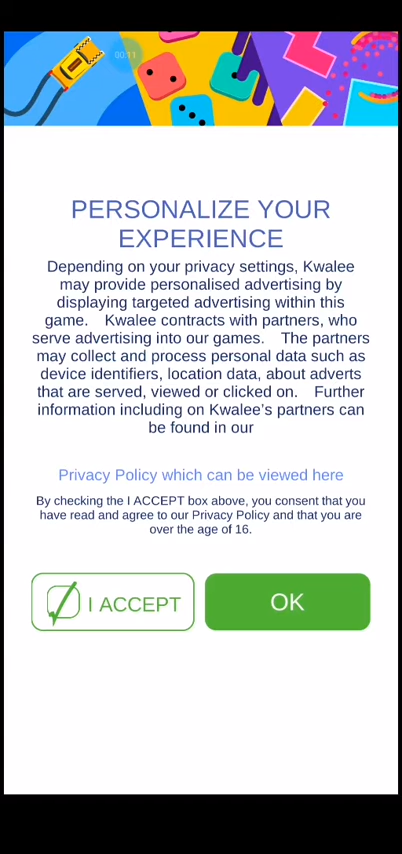 00:11
PERSONALIZE YOUR
EXPERIENCE
Depending on your privacy settings, Kwalee
may provide personalised advertising by
displaying targeted advertising within this
game. Kwalee contracts with partners, who
serve advertising into our games. The partners
may collect and process personal data such as
device identifiers, location data, about adverts
that are served, viewed or clicked on. Further
information including on Kwalee's partners can
be found in our
Privacy Policy which can be viewed here
By checking the I ACCEPT box above, you consent that you
have read and agree to our Privacy Policy and that you are
over the age of 16.
I ACCEPT OK